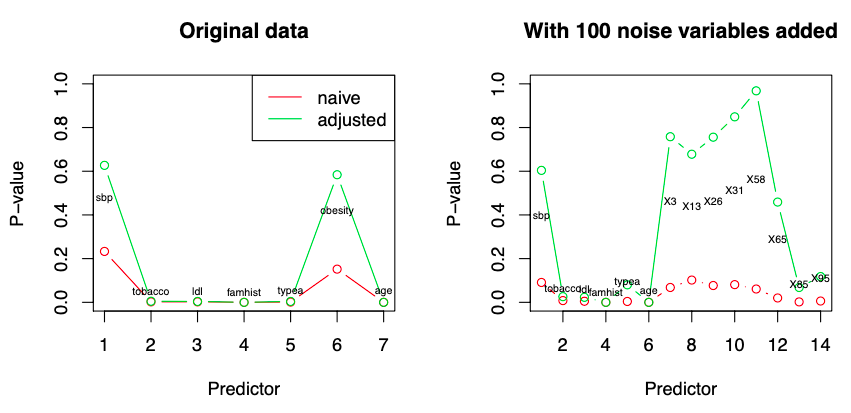 Original data
P-value
0.0 0.2 0.4 0.6 0.8 1.0
naive
adjusted
sbp
tobacco
ldl
famhist
typea
obesity
age
1 2 3 4 5 6 7
Predictor
With 100 noise variables added
P-value
0.0 0.2 0.4 0.6 0.8 1.0
sbp
tobacco
ldl
famhist
typea
age
X3
X13
X26
X31
X58
X65
X85
X95
2 4 6 8 10 12 14
Predictor